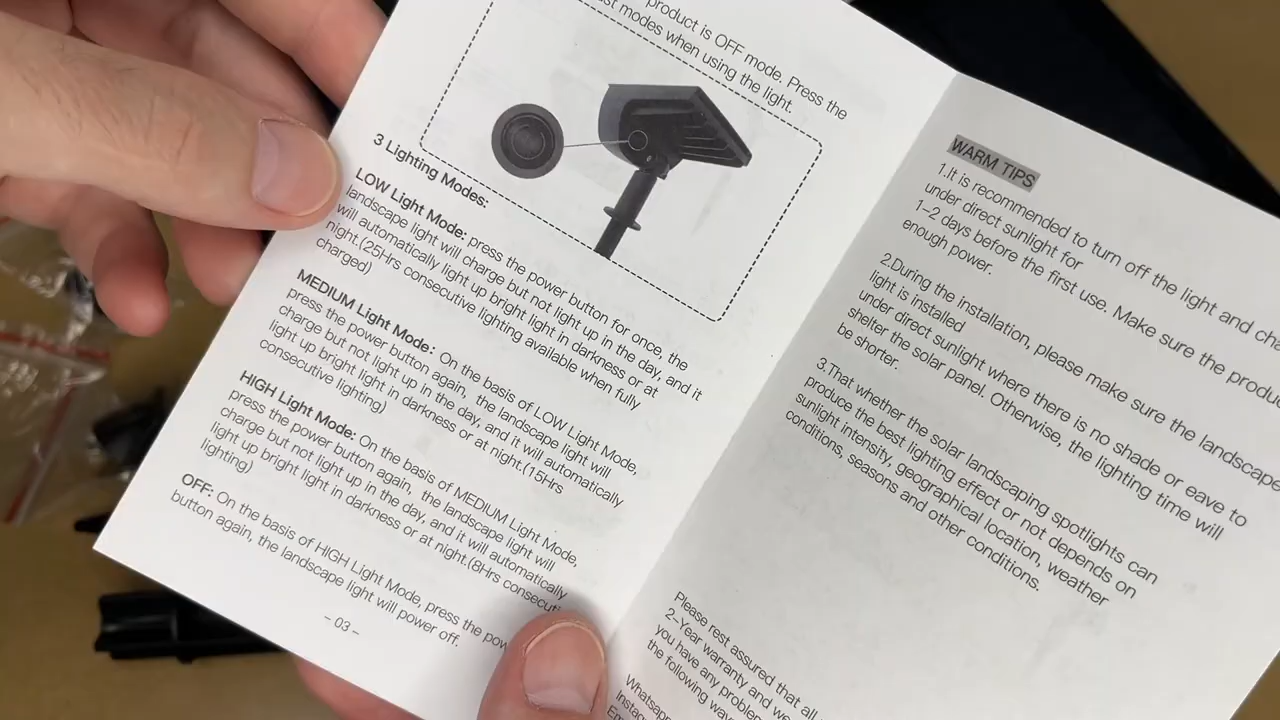 product is OFF mode. Press the
modes when using the light.
3 Lighting Modes:
LOW Light Mode: press the power button for once, the
landscape light will charge but not light up in the day, and it
will automatically light up bright light in darkness or at
night.(25Hrs consecutive lighting available when fully
charged)
MEDIUM Light Mode: On the basis of LOW Light Mode,
press the power button again, the landscape light will
charge but not light up in the day, and it will automatically
light up bright light in darkness or at night.(15Hrs
consecutive lighting)
HIGH Light Mode: On the basis of MEDIUM Light Mode,
press the power button again, the landscape light will
charge but not light up in the day, and it will automatically
light up bright light in darkness or at night.(8Hrs
lighting)
OFF: On the basis of HIGH Light Mode, press the
button again, the landscape light will power off.
- 03 -
WARM TIPS
1.It is recommended to turn off the light and
under direct sunlight for
1-2 days before the first use. Make sure the
enough power.
2.During the installation, please make sure the landscape
light is installed
under direct sunlight where there is no shade or eave to
shelter the solar panel. Otherwise, the lighting time will
be shorter.
3.That whether the solar landscaping spotlights can
produce the best lighting effect or not depends on
sunlight intensity, geographical location, weather
conditions, seasons and other conditions.
Please rest assured that all
2-Year warranty and
you have any
the following